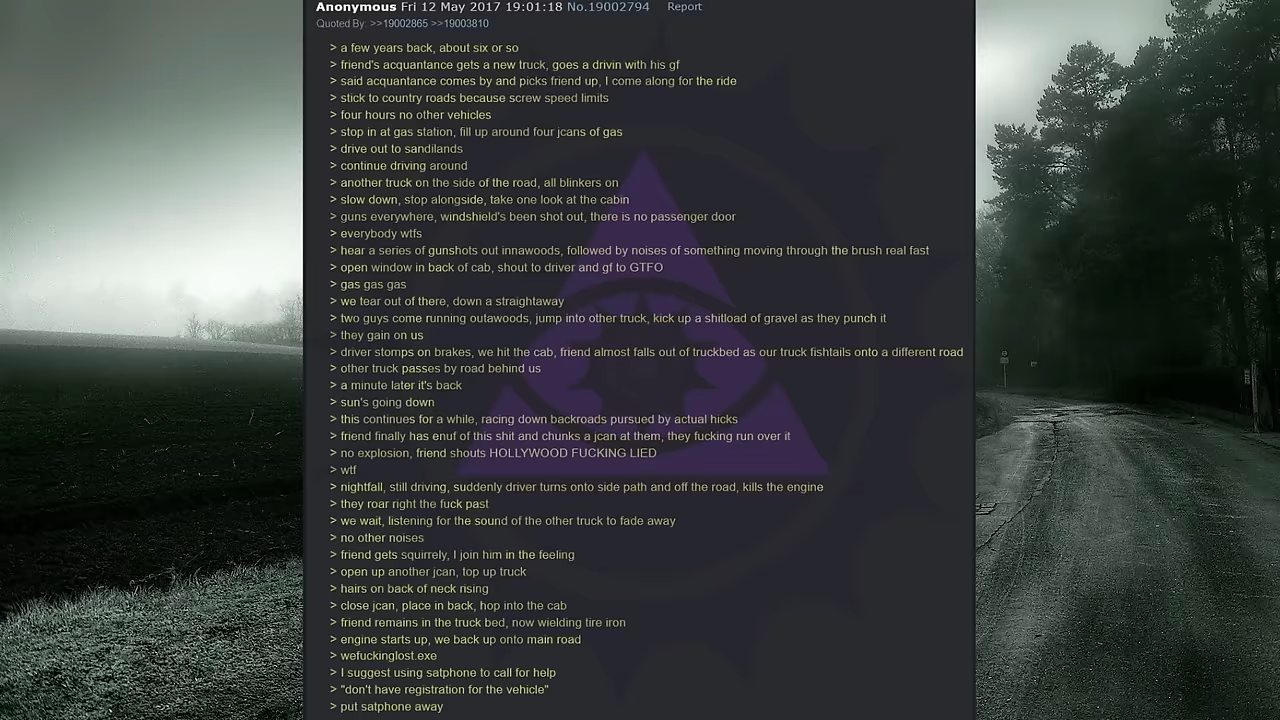 Anonymous Fri 12 May 2017 19:01:18 No.19002794 Report
Quoted By: >>19002865 >>19003810
> a few years back, about six or so
> friend's acquantance gets a new truck, goes a drivin with his gf
> said acquantance comes by and picks friend up, I come along for the ride
> stick to country roads because screw speed limits
> four hours no other vehicles
> stop in at gas station, fill up around four jcans of gas
> drive out to sandilands
> continue driving around
> another truck on the side of the road, all blinkers on
> slow down, stop alongside, take one look at the cabin
> guns everywhere, windshield's been shot out, there is no passenger door
> everybody wtfs
> hear a series of gunshots out innawoods, followed by noises of something moving through the brush real fast
> open window in back of cab, shout to driver and gf to GTFO
> gas gas gas
> we tear out of there, down a straightaway
> two guys come running outawoods, jump into other truck, kick up a shitload of gravel as they punch it
> they gain on us
> driver stomps on brakes, we hit the cab, friend almost falls out of truckbed as our truck fishtails onto a different road
> other truck passes by road behind us
> a minute later it's back
> sun's going down
> this continues for a while, racing down backroads pursued by actual hicks
> friend finally has enuf of this shit and chunks a jcan at them, they fucking run over it
> no explosion, friend shouts HOLLYWOOD FUCKING LIED
> wtf
> nightfall, still driving, suddenly driver turns onto side path and off the road, kills the engine
> they roar right the fuck past
> we wait, listening for the sound of the other truck to fade away
> no other noises
> friend gets squirrely, I join him in the feeling
> open up another jcan, top up truck
> hairs on back of neck rising
> close jcan, place in back, hop into the cab
> friend remains in the truck bed, now wielding tire iron
> engine starts up, we back up onto main road
> wefuckinglost.exe
> I suggest using satphone to call for help
> "don't have registration for the vehicle"
> put satphone away